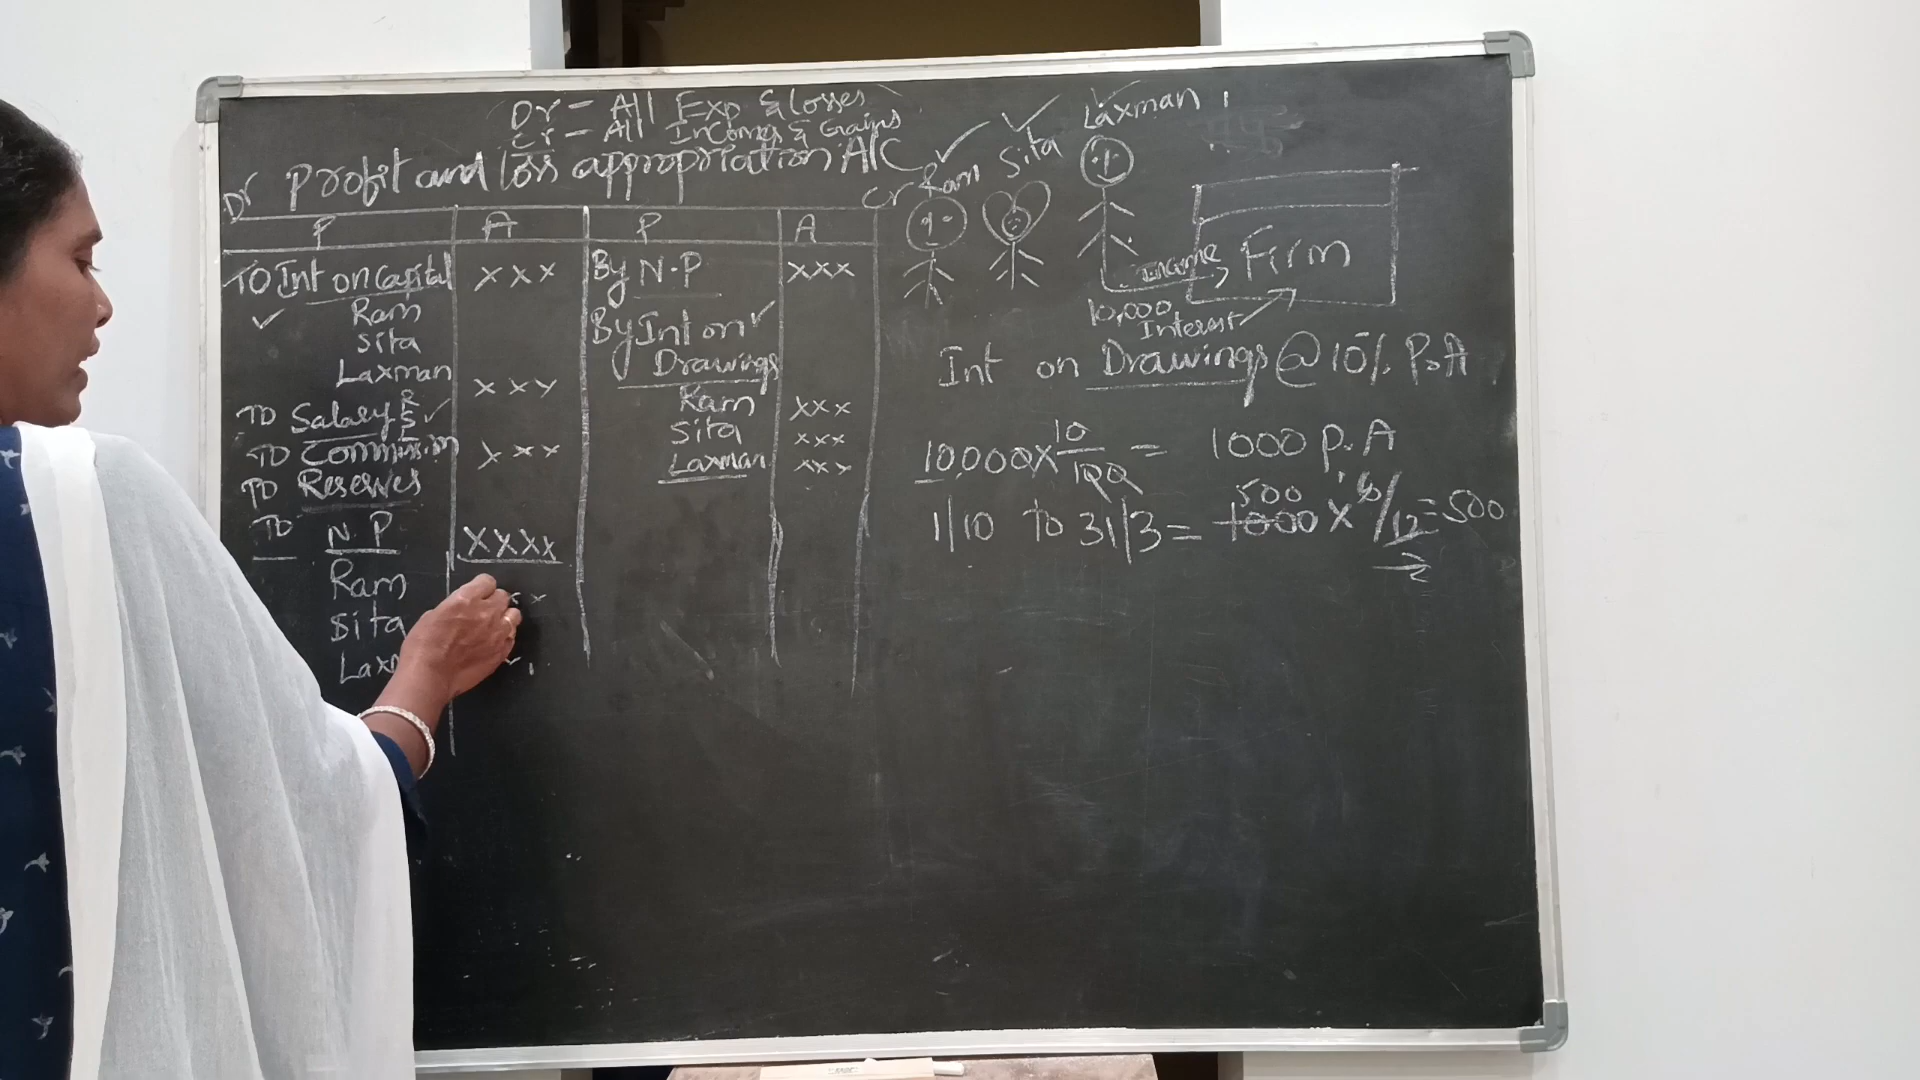 Dr - All Exp & losses
Cr - All Incomes & Gains
Dr Profit and loss appropriation A/C Cr
P A P A
TO Int on capital x x x By N.P xxx
Ram
Sita
Laxman x x x
By Int on
Drawings
Ram xxx
Sita xxx
Laxman xxx
TO Salary R S L
TO Commission x x x
TO Reserves
TO N.P xxxx
Ram
Sita
Ram Sita Laxman
Income Firm
10,000
Interest
Int on Drawings @ 10% P.A
10,000 x 10/100 = 1000 P.A
500
1/10 to 31/3 = 1000 x 6/12 = 500
2